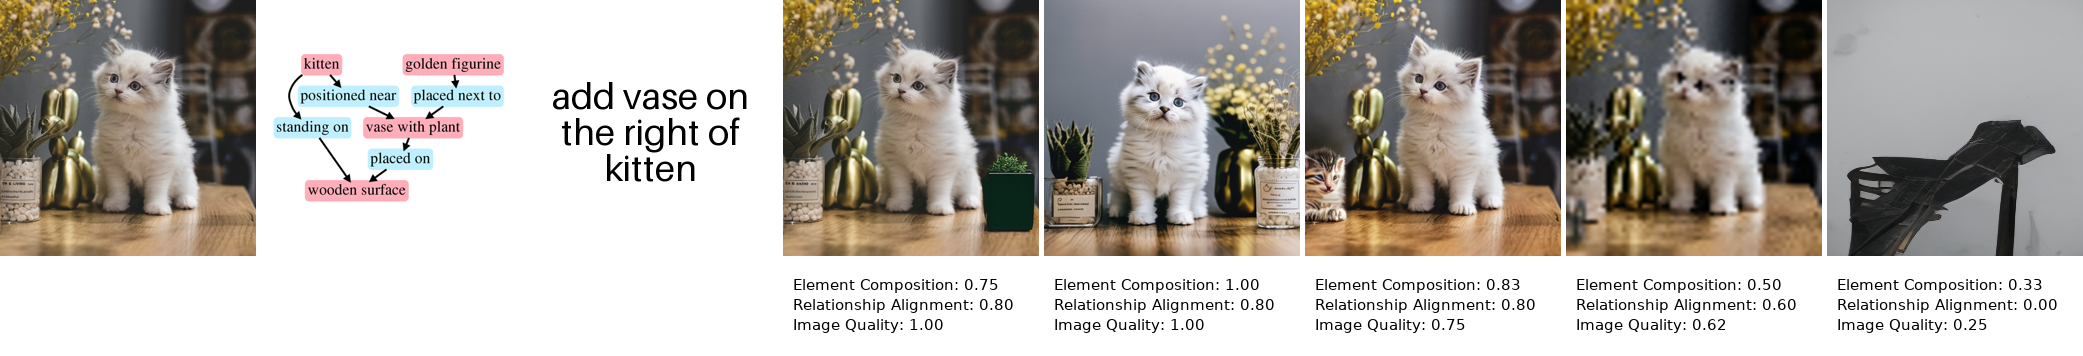 kitten
golden figurine
positioned near
placed next to
standing on
vase with plant
placed on
wooden surface
add vase on
the right of
kitten
Element Composition: 0.75
Relationship Alignment: 0.80
Image Quality: 1.00
Element Composition: 1.00
Relationship Alignment: 0.80
Image Quality: 1.00
Element Composition: 0.83
Relationship Alignment: 0.80
Image Quality: 0.75
Element Composition: 0.50
Relationship Alignment: 0.60
Image Quality: 0.62
Element Composition: 0.33
Relationship Alignment: 0.00
Image Quality: 0.25